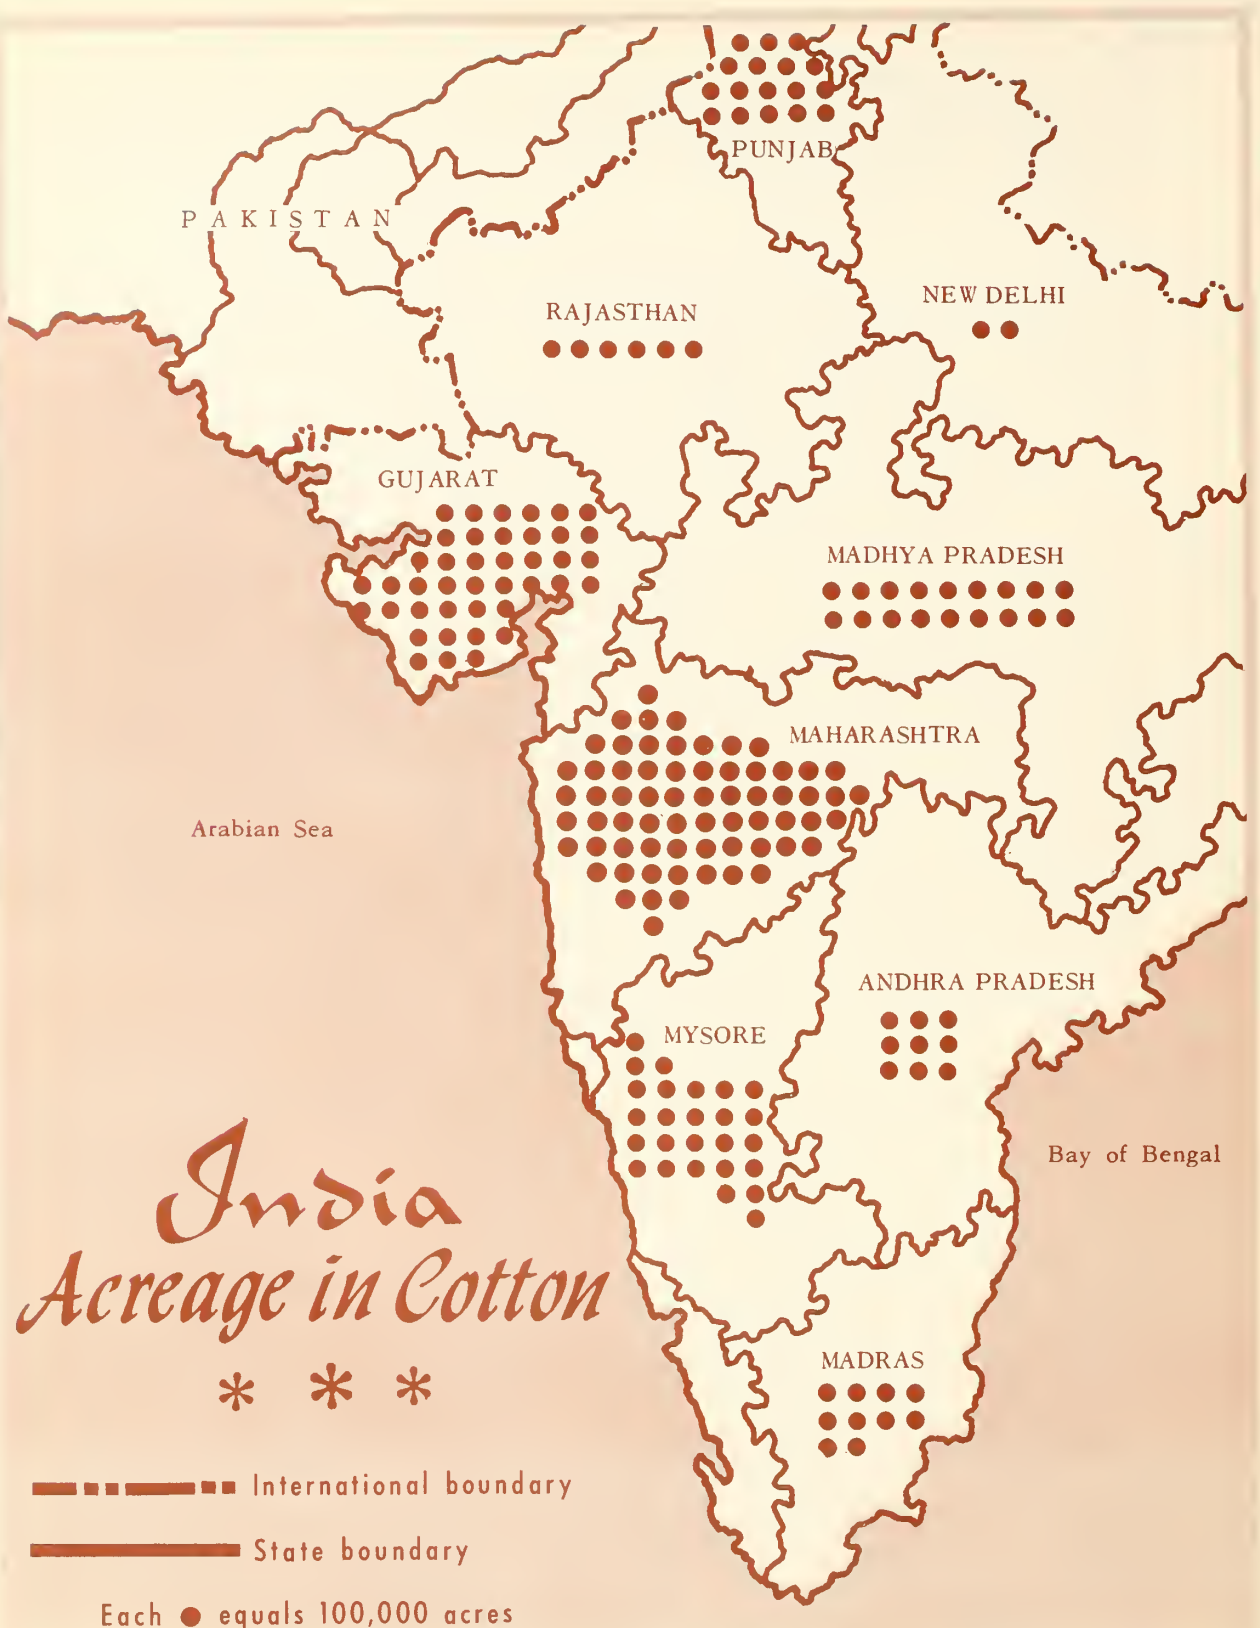 PUNJAB
PAKISTAN
NEW DELHI
RAJASTHAN
GUJARAT
MADHYA PRADESH
MAHARASHTRA
Arabian Sea
ANDHRA PRADESH
MYSORE
Bay of Bengal
India
Acreage in Cotton
* * *
MADRAS
International boundary
State boundary
Each ● equals 100,000 acres